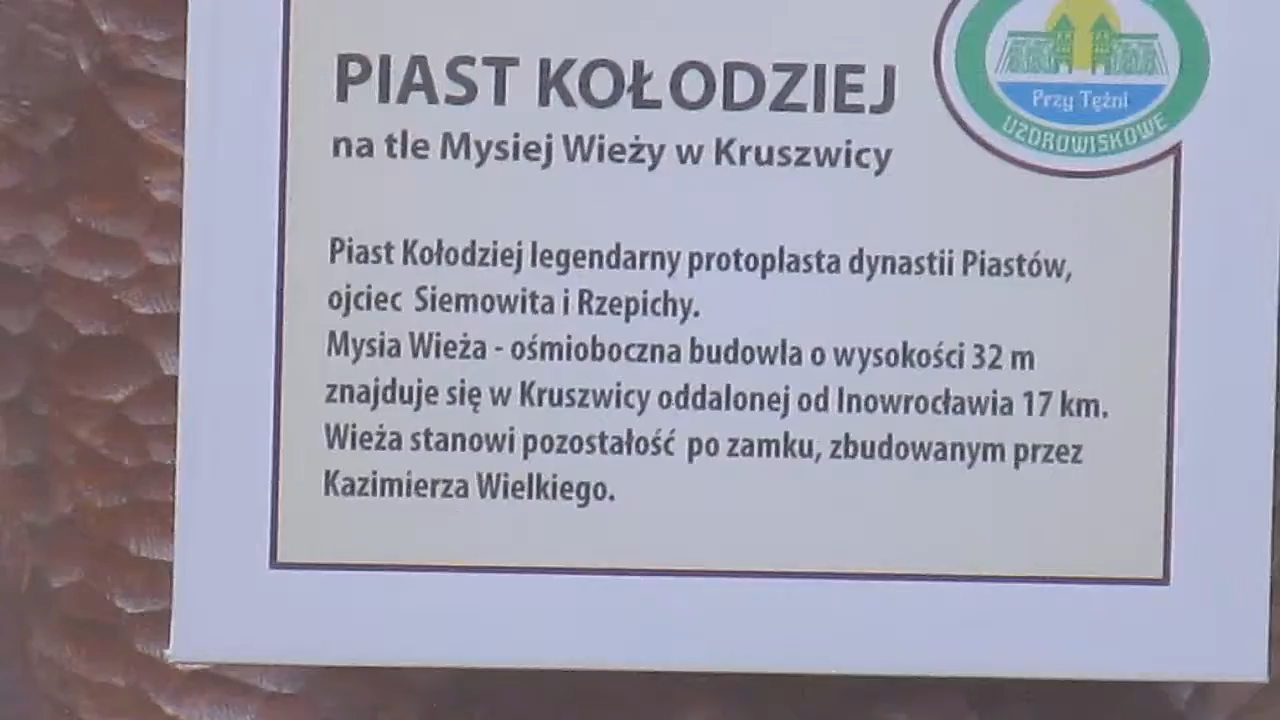 PIAST KOŁODZIEJ
na tle Mysiej Wieży w Kruszwicy
Przy Tężni
UZDROWISKOWE
Piast Kołodziej legendarny protoplasta dynastii Piastów,
ojciec Siemowita i Rzepichy.
Mysia Wieża - ośmioboczna budowla o wysokości 32 m
znajduje się w Kruszwicy oddalonej od Inowrocławia 17 km.
Wieża stanowi pozostałość po zamku, zbudowanym przez
Kazimierza Wielkiego.